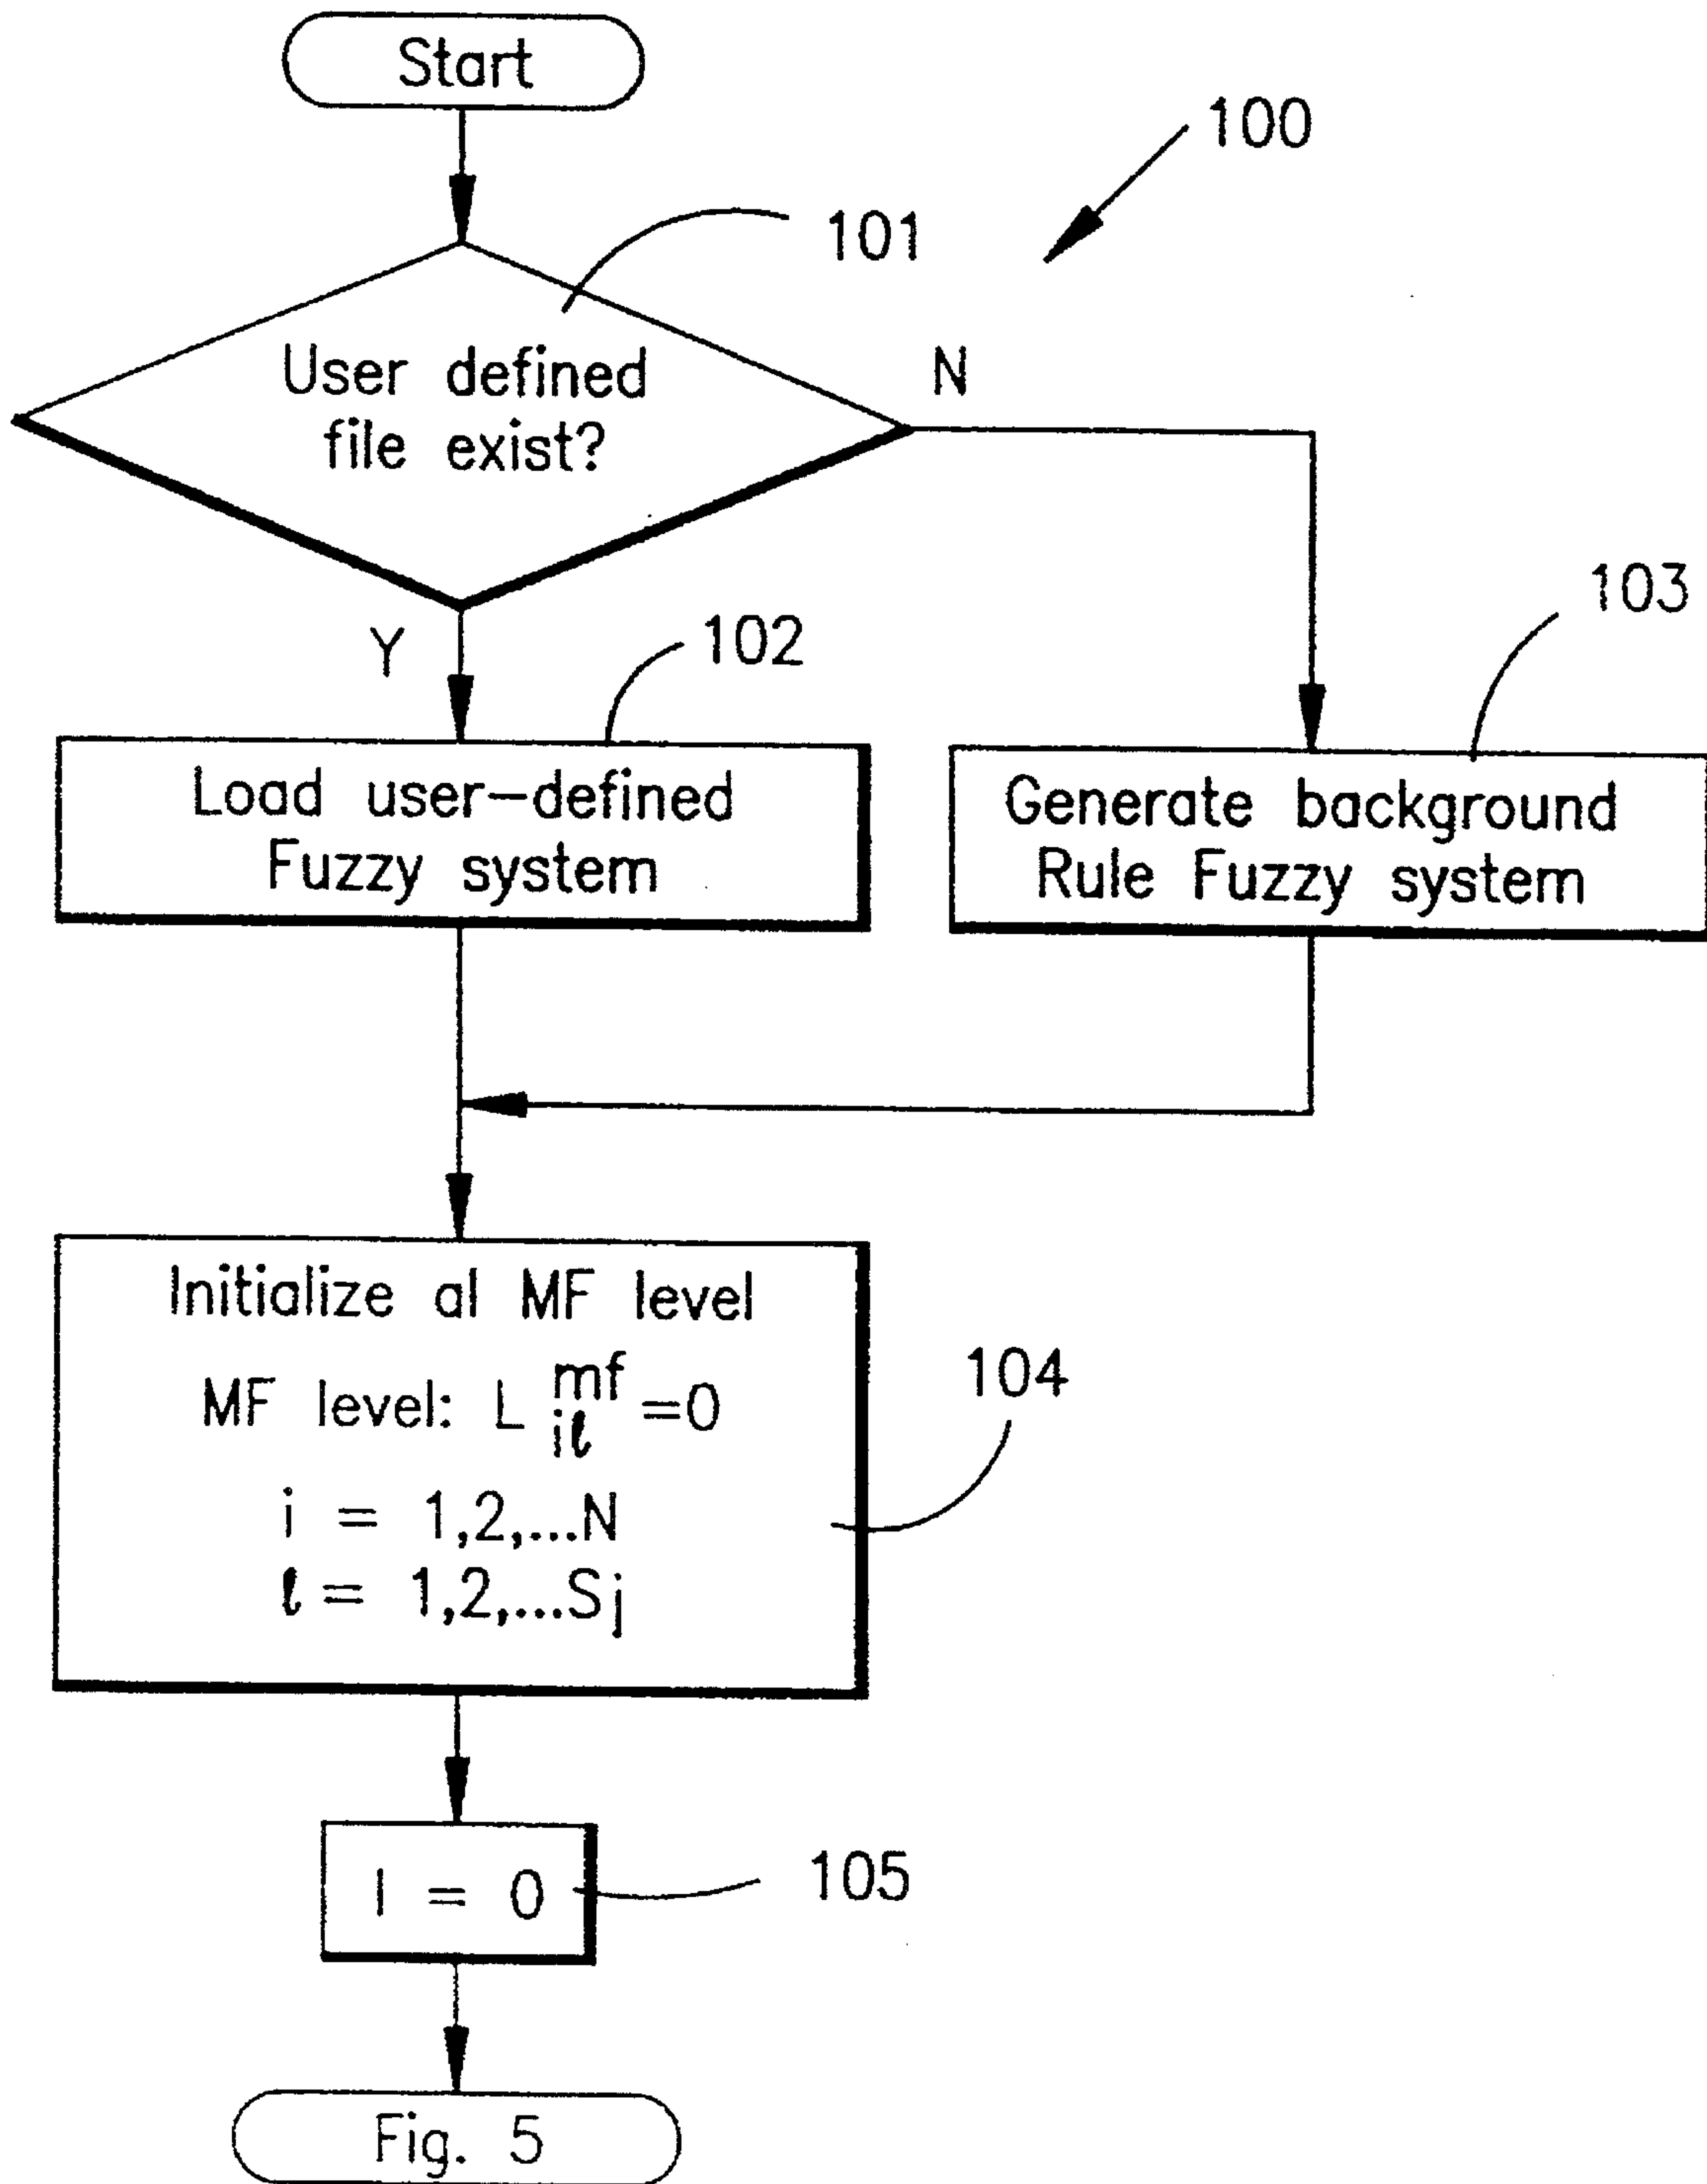 Start
100
101
User defined
file exist?
N
Y
102
103
Load user-defined
Fuzzy system
Generate background
Rule Fuzzy system
Initialize al MF level
MF level: L mf iℓ =0
i = 1,2,...N
ℓ = 1,2,...Sj
104
I = 0
105
Fig. 5